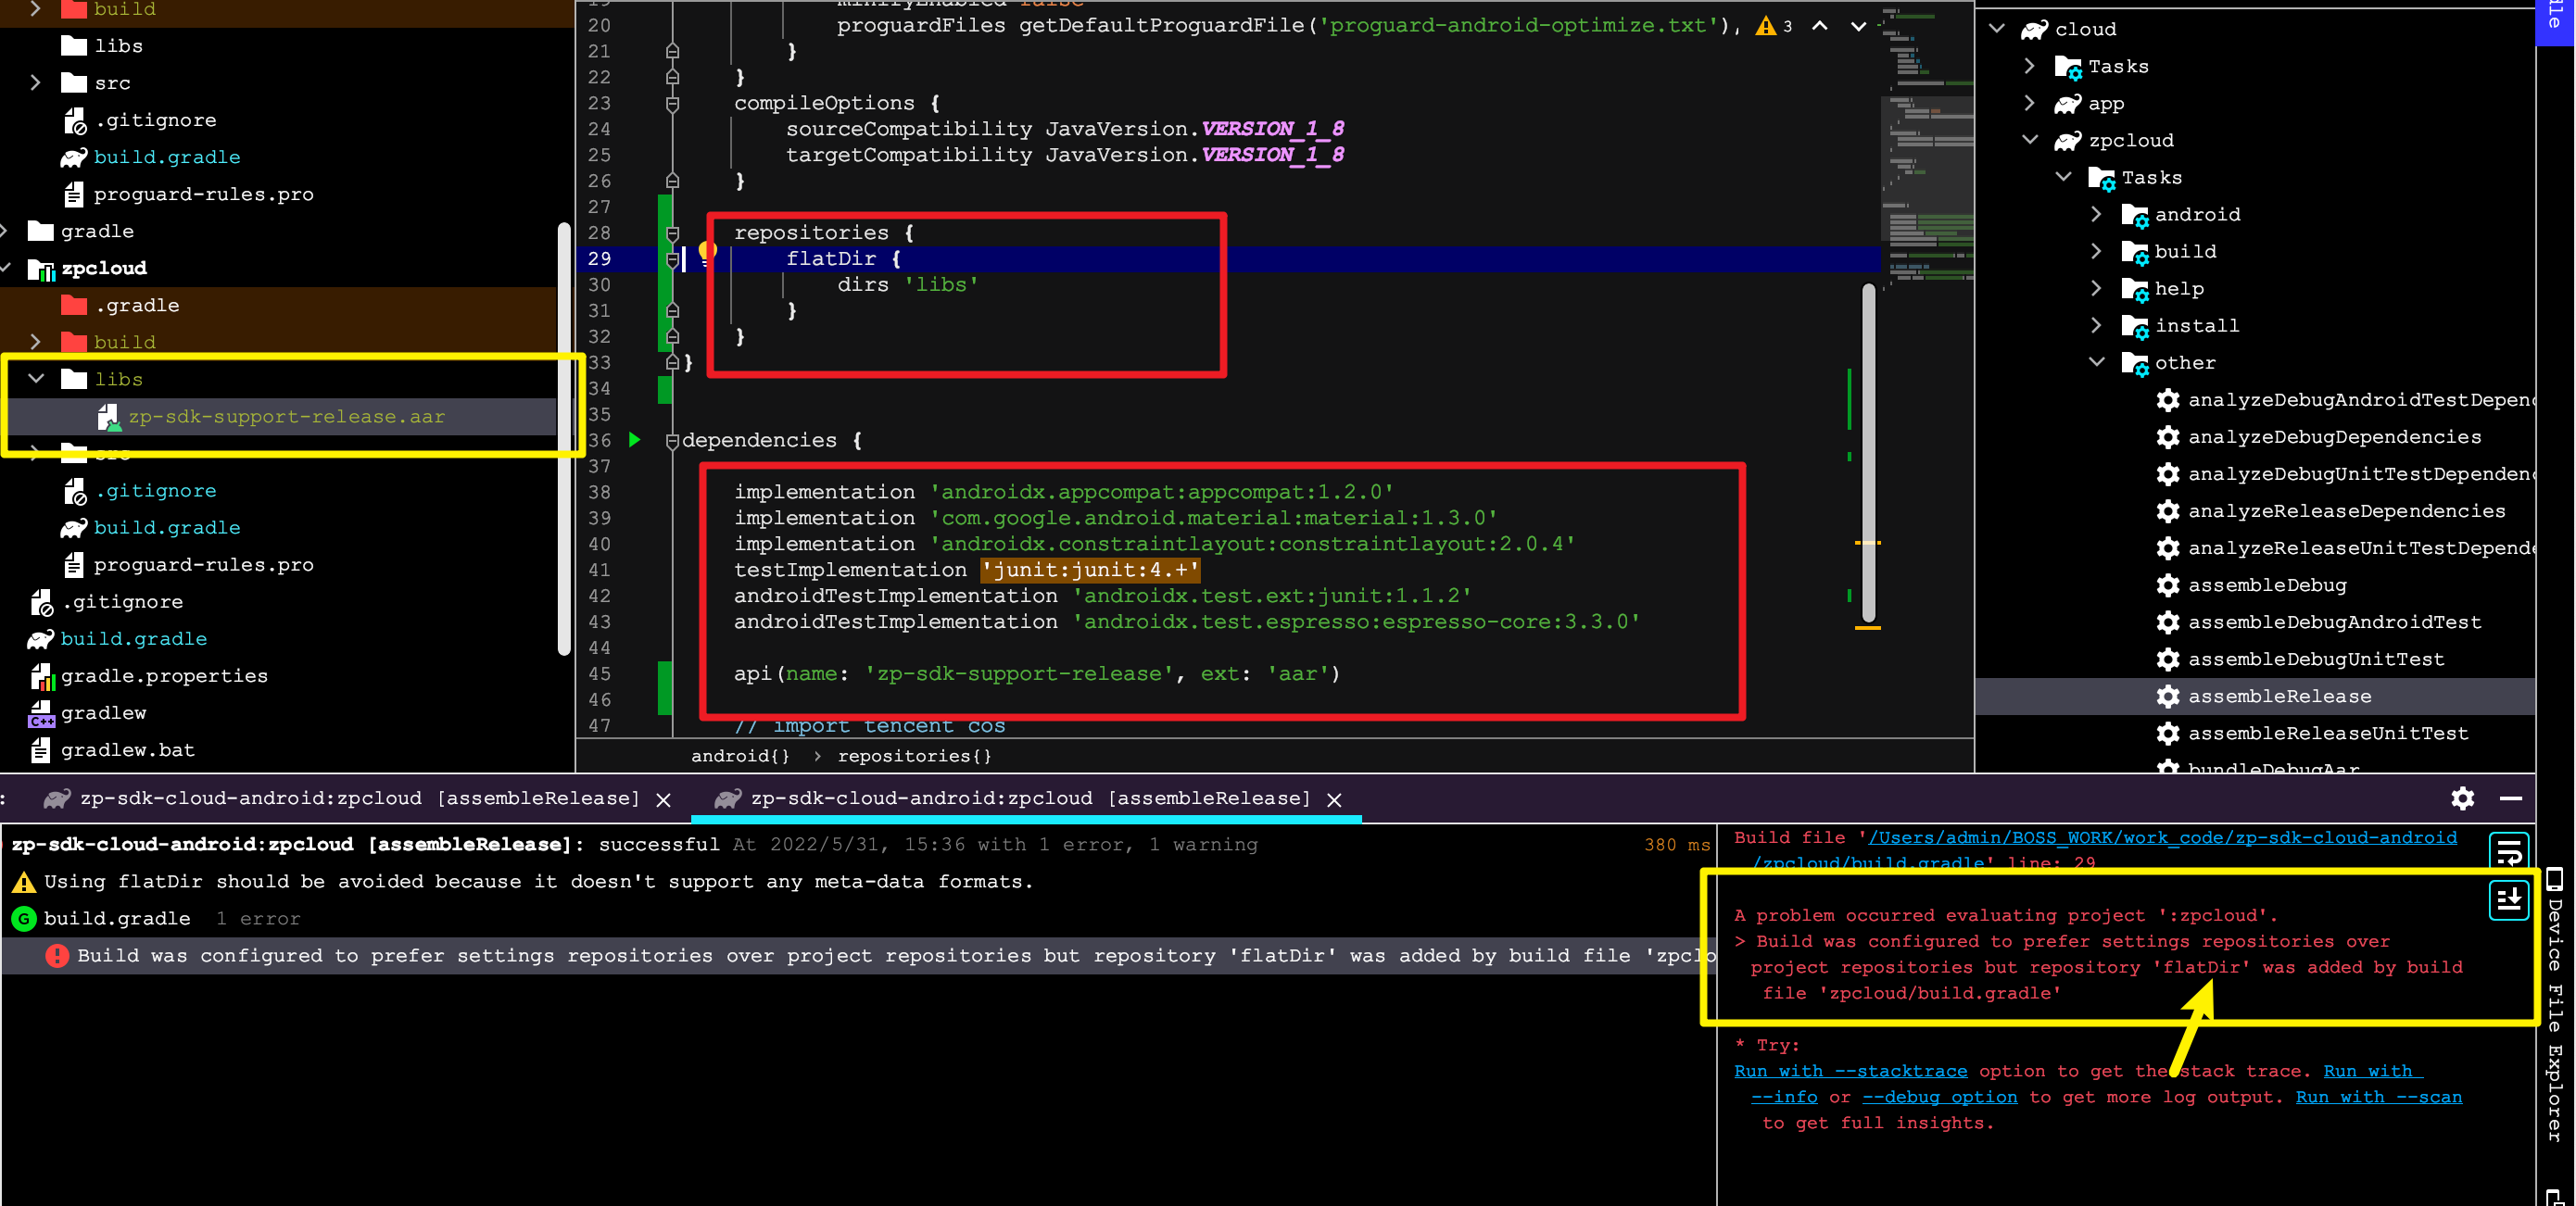 build
libs
src
.gitignore
build.gradle
proguard-rules.pro
gradle
zpcloud
.gradle
build
libs
zp-sdk-support-release.aar
src
.gitignore
build.gradle
proguard-rules.pro
.gitignore
build.gradle
gradle.properties
gradlew
gradlew.bat
19 minifyEnabled false
20 proguardFiles getDefaultProguardFile('proguard-android-optimize.txt'), 3
21 }
22 }
23 compileOptions {
24 sourceCompatibility JavaVersion.VERSION_1_8
25 targetCompatibility JavaVersion.VERSION_1_8
26 }
27
28 repositories {
29 flatDir {
30 dirs 'libs'
31 }
32 }
33 }
34
35
36 dependencies {
37
38 implementation 'androidx.appcompat:appcompat:1.2.0'
39 implementation 'com.google.android.material:material:1.3.0'
40 implementation 'androidx.constraintlayout:constraintlayout:2.0.4'
41 testImplementation 'junit:junit:4.+'
42 androidTestImplementation 'androidx.test.ext:junit:1.1.2'
43 androidTestImplementation 'androidx.test.espresso:espresso-core:3.3.0'
44
45 api(name: 'zp-sdk-support-release', ext: 'aar')
46
47 // import tencent cos
android{} › repositories{}
cloud
Tasks
app
zpcloud
Tasks
android
build
help
install
other
analyzeDebugAndroidTestDepend
analyzeDebugDependencies
analyzeDebugUnitTestDependenc
analyzeReleaseDependencies
analyzeReleaseUnitTestDepende
assembleDebug
assembleDebugAndroidTest
assembleDebugUnitTest
assembleRelease
assembleReleaseUnitTest
bundleDebugAar
: zp-sdk-cloud-android:zpcloud [assembleRelease] zp-sdk-cloud-android:zpcloud [assembleRelease]
zp-sdk-cloud-android:zpcloud [assembleRelease]: successful At 2022/5/31, 15:36 with 1 error, 1 warning 380 ms
Using flatDir should be avoided because it doesn't support any meta-data formats.
build.gradle 1 error
Build was configured to prefer settings repositories over project repositories but repository 'flatDir' was added by build file 'zpclo
Build file '/Users/admin/BOSS_WORK/work_code/zp-sdk-cloud-android
/zpcloud/build.gradle' line: 29
A problem occurred evaluating project ':zpcloud'.
> Build was configured to prefer settings repositories over
project repositories but repository 'flatDir' was added by build
file 'zpcloud/build.gradle'
* Try:
Run with --stacktrace option to get the stack trace. Run with
--info or --debug option to get more log output. Run with --scan
to get full insights.
dle
Device File Explorer